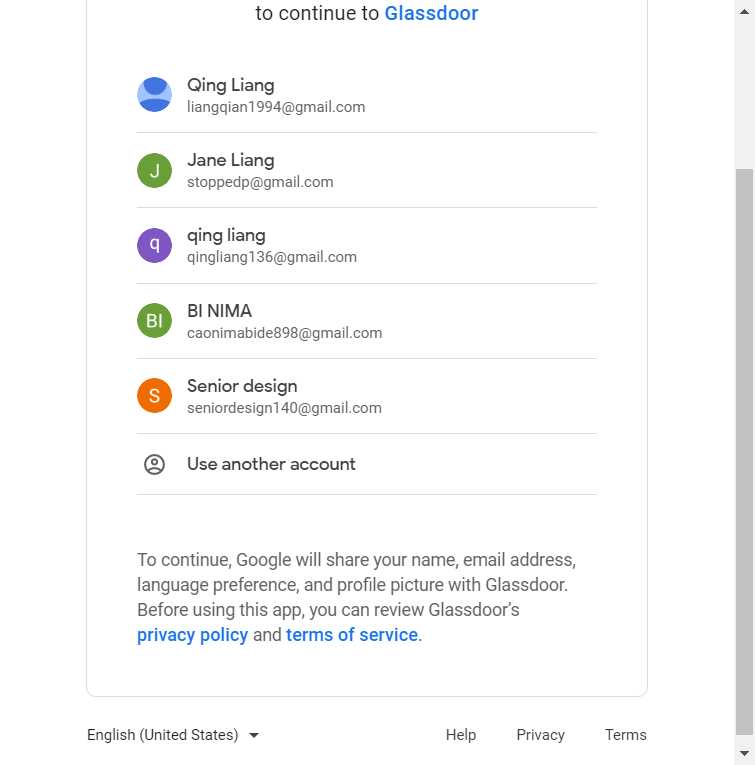 to continue to Glassdoor
Qing Liang
liangqian1994@gmail.com
J
Jane Liang
stoppedp@gmail.com
q
qing liang
qingliang136@gmail.com
BI
BI NIMA
caonimabide898@gmail.com
S
Senior design
seniordesign140@gmail.com
Use another account
To continue, Google will share your name, email address,
language preference, and profile picture with Glassdoor.
Before using this app, you can review Glassdoor's
privacy policy and terms of service.
English (United States) Help Privacy Terms